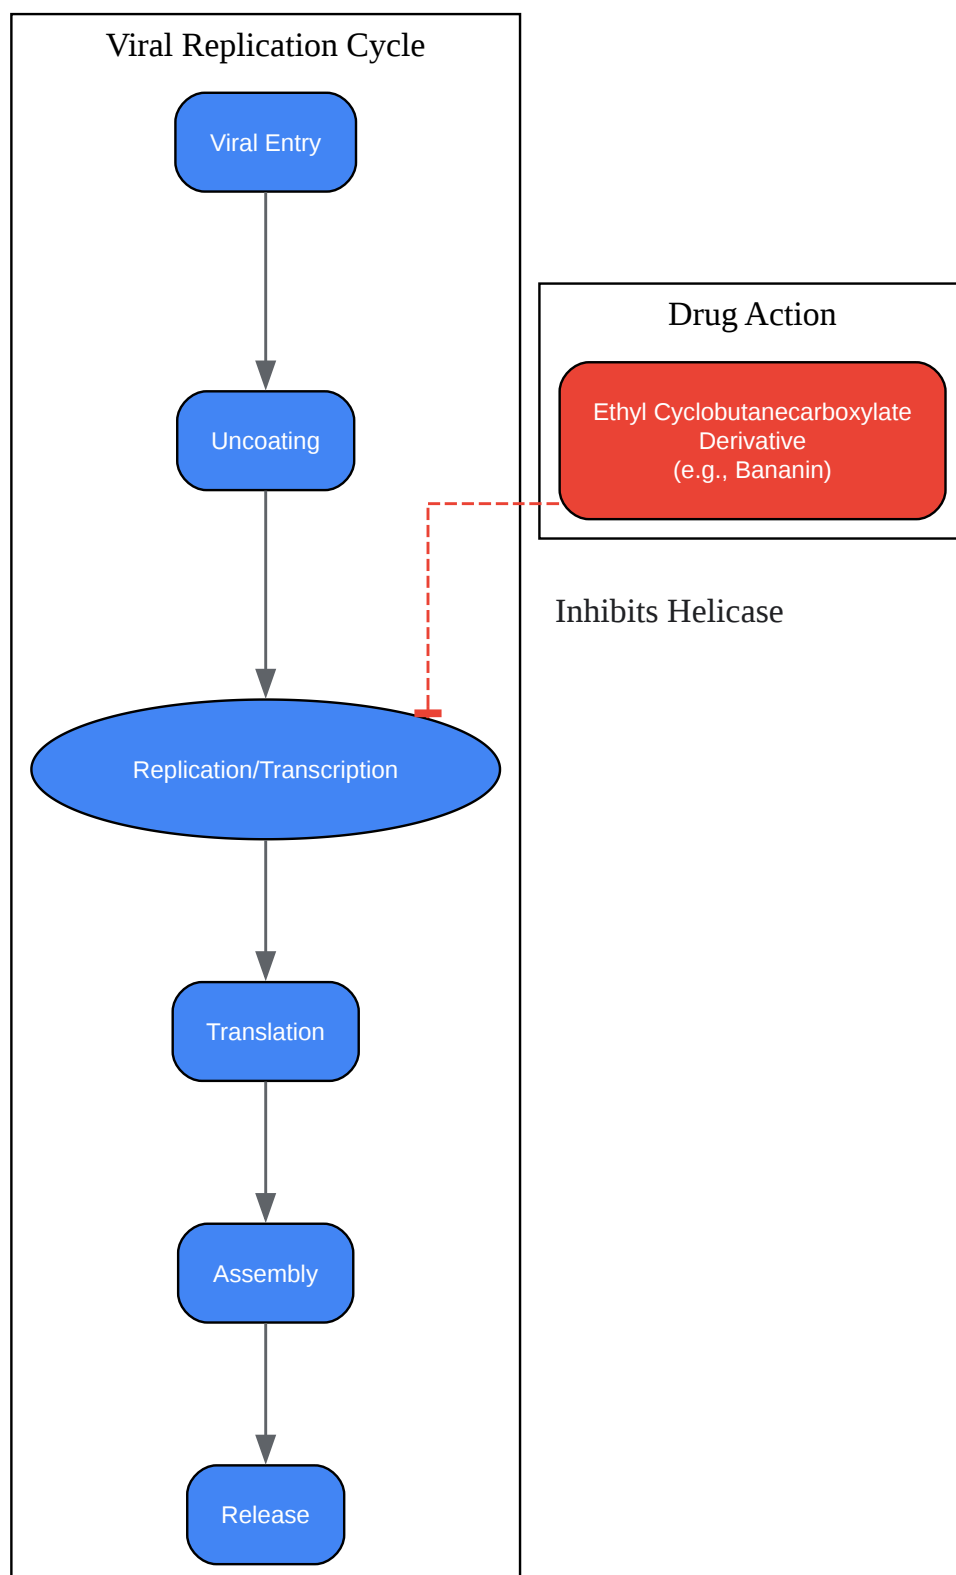 Viral Replication Cycle
Viral Entry
Uncoating
Replication/Transcription
Translation
Assembly
Release
Drug Action
Ethyl Cyclobutanecarboxylate
Derivative
(e.g., Bananin)
Inhibits Helicase